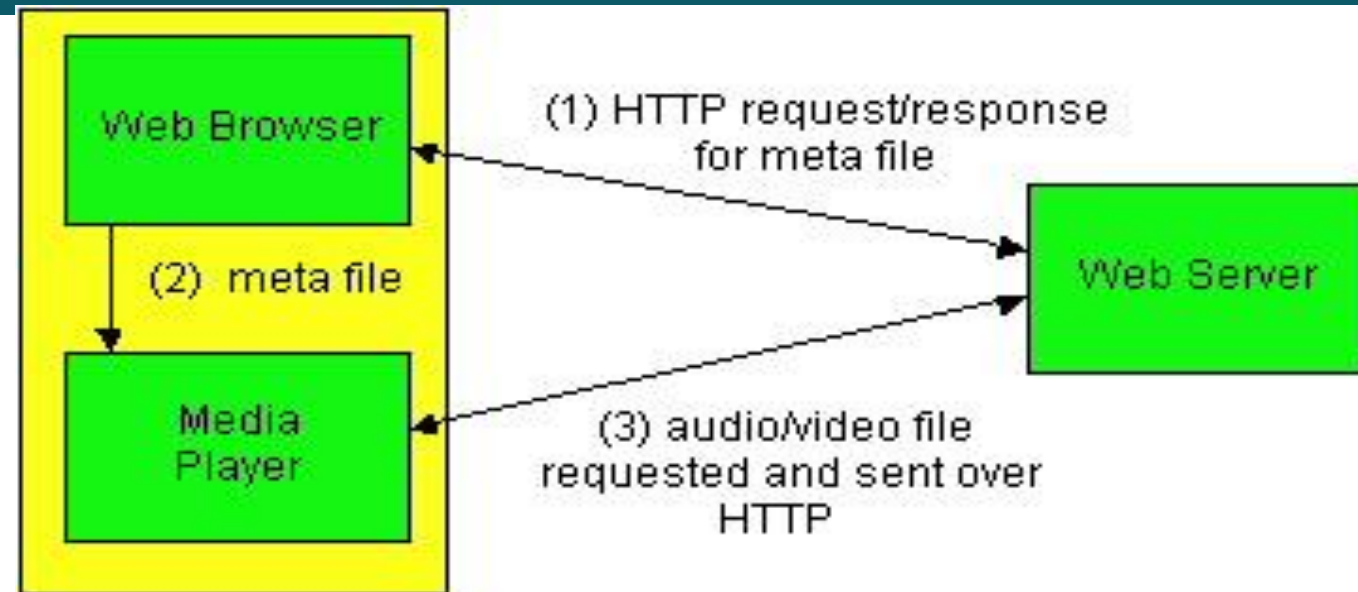 Web Browser
(1) HTTP request/response
for meta file
Web Server
(2) meta file
Media
Player
(3) audio/video file
requested and sent over
HTTP